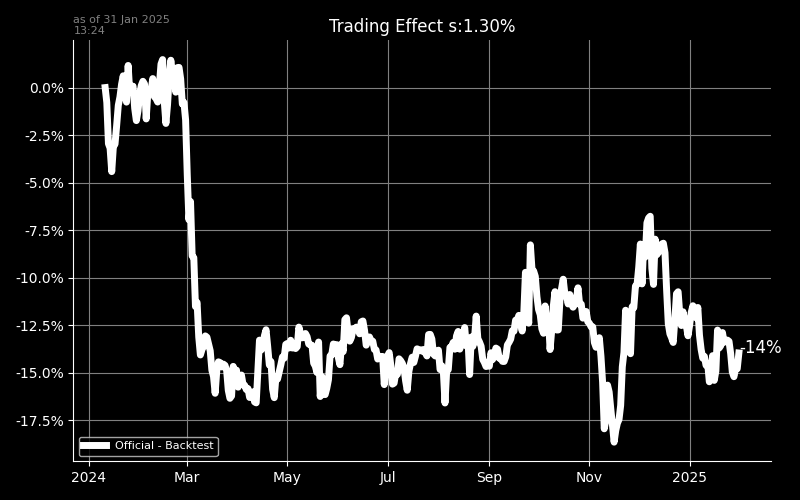 as of 31 Jan 2025
13:24
Trading Effect s:1.30%
0.0%
-2.5%
-5.0%
-7.5%
-10.0%
-12.5%
-15.0%
-17.5%
-14%
Official - Backtest
2024 Mar May Jul Sep Nov 2025